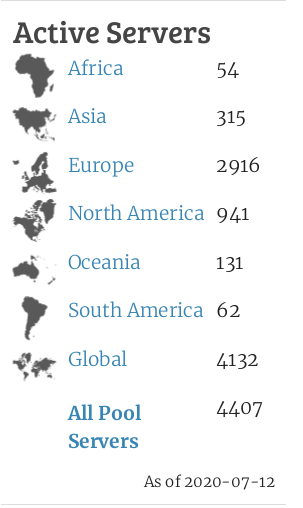 Active Servers
Africa 54
Asia 315
Europe 2916
North America 941
Oceania 131
South America 62
Global 4132
All Pool 4407
Servers
As of 2020-07-12